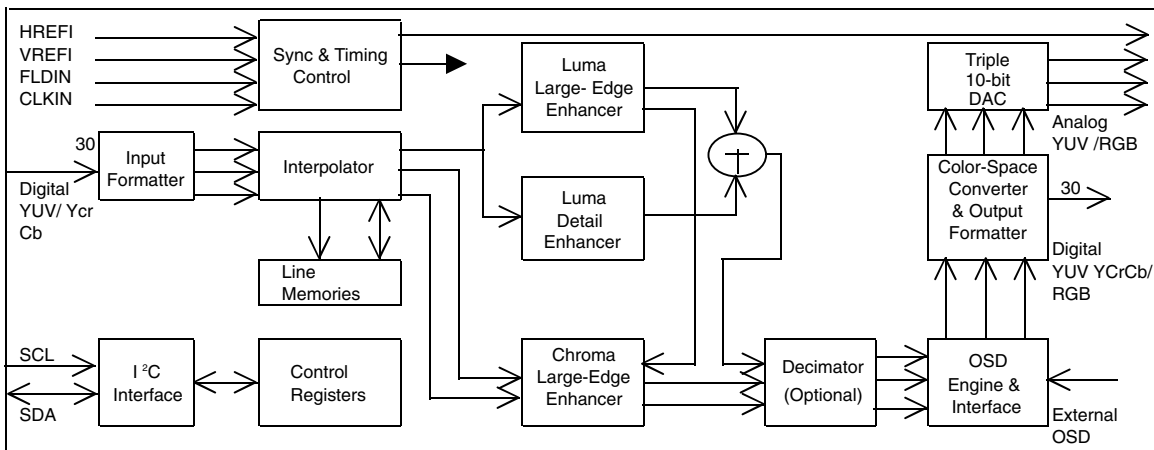 HREFI
VREFI
FLDIN
CLKIN
Sync & Timing
Control
Luma
Large- Edge
Enhancer
Triple
10-bit
DAC
Analog
YUV /RGB
30
Input
Formatter
Interpolator
Digital
YUV/ Ycr
Cb
Luma
Detail
Enhancer
Color-Space
Converter
& Output
Formatter
30
Digital
YUV YCrCb/
RGB
Line
Memories
SCL
SDA
I ²C
Interface
Control
Registers
Chroma
Large-Edge
Enhancer
Decimator
(Optional)
OSD
Engine &
Interface
External
OSD